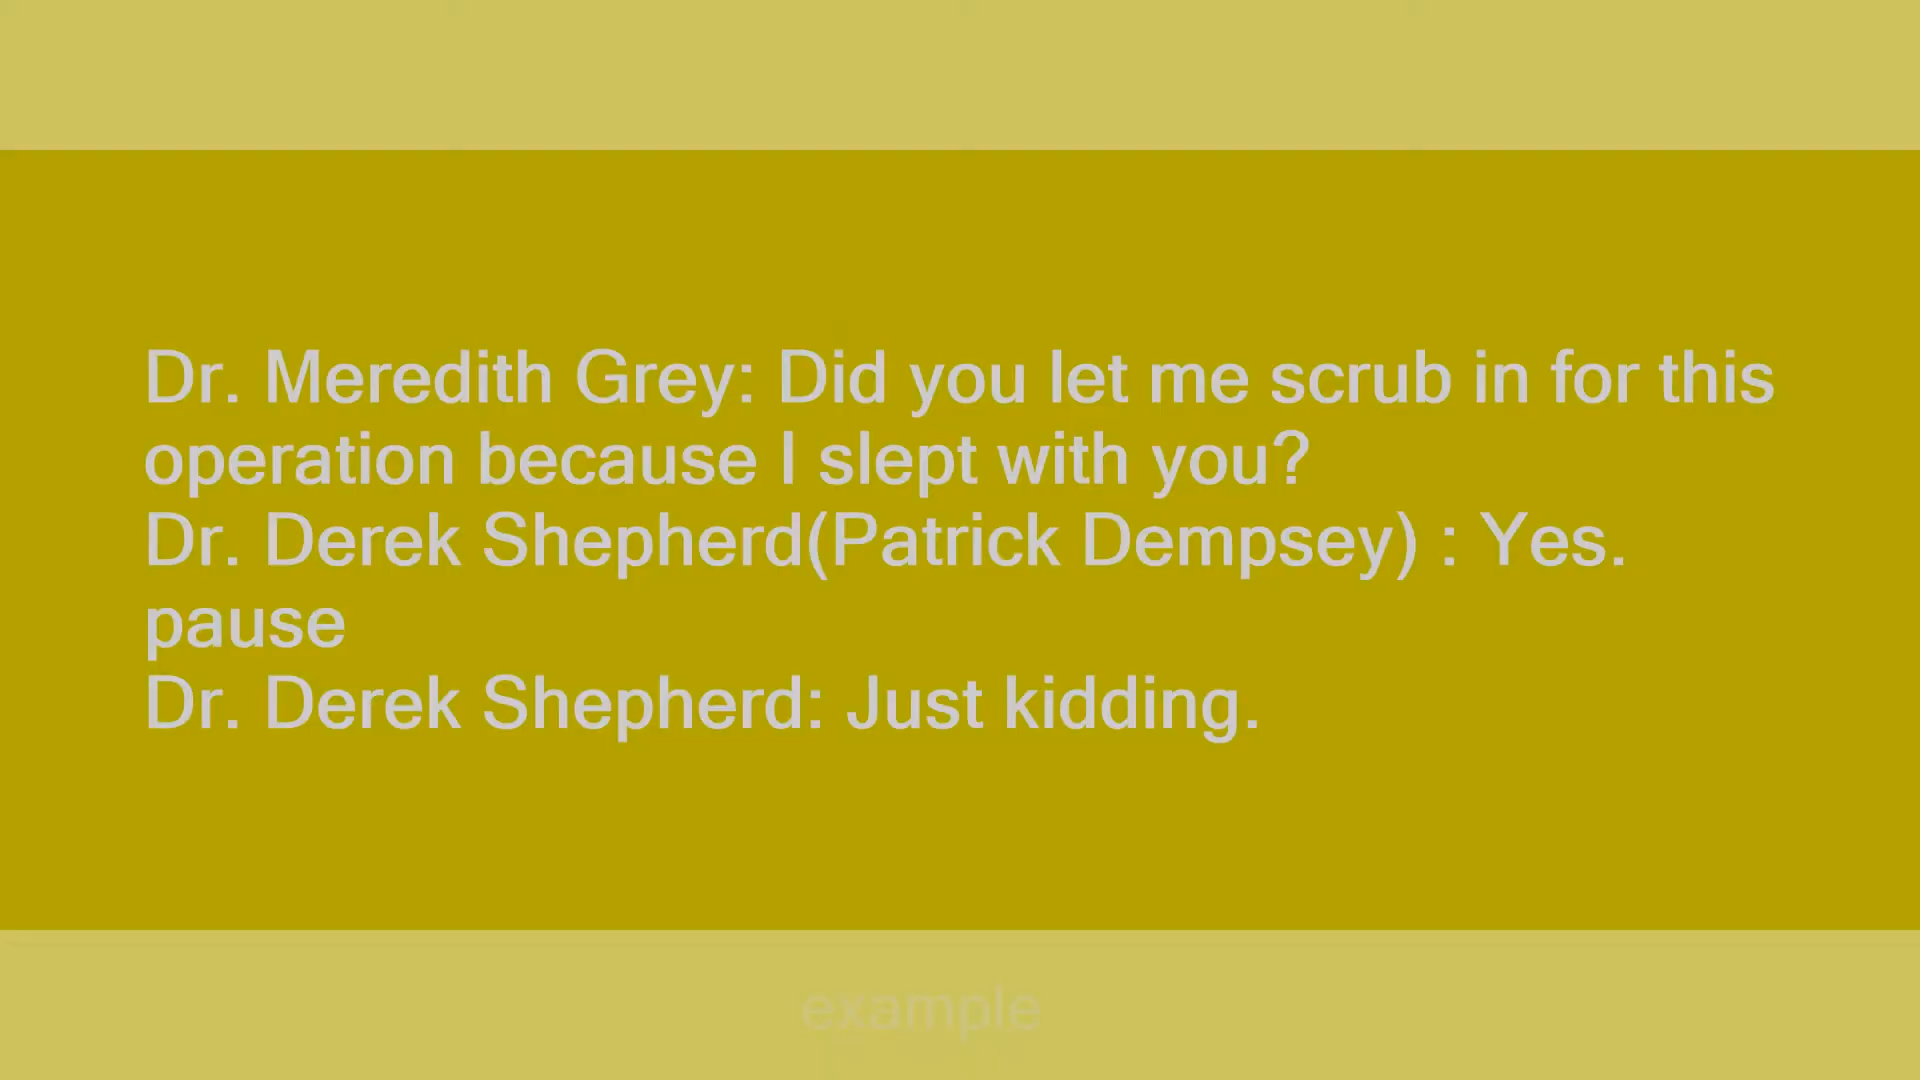 Dr. Meredith Grey: Did you let me scrub in for this
operation because I slept with you?
Dr. Derek Shepherd(Patrick Dempsey) : Yes.
pause
Dr. Derek Shepherd: Just kidding.
example